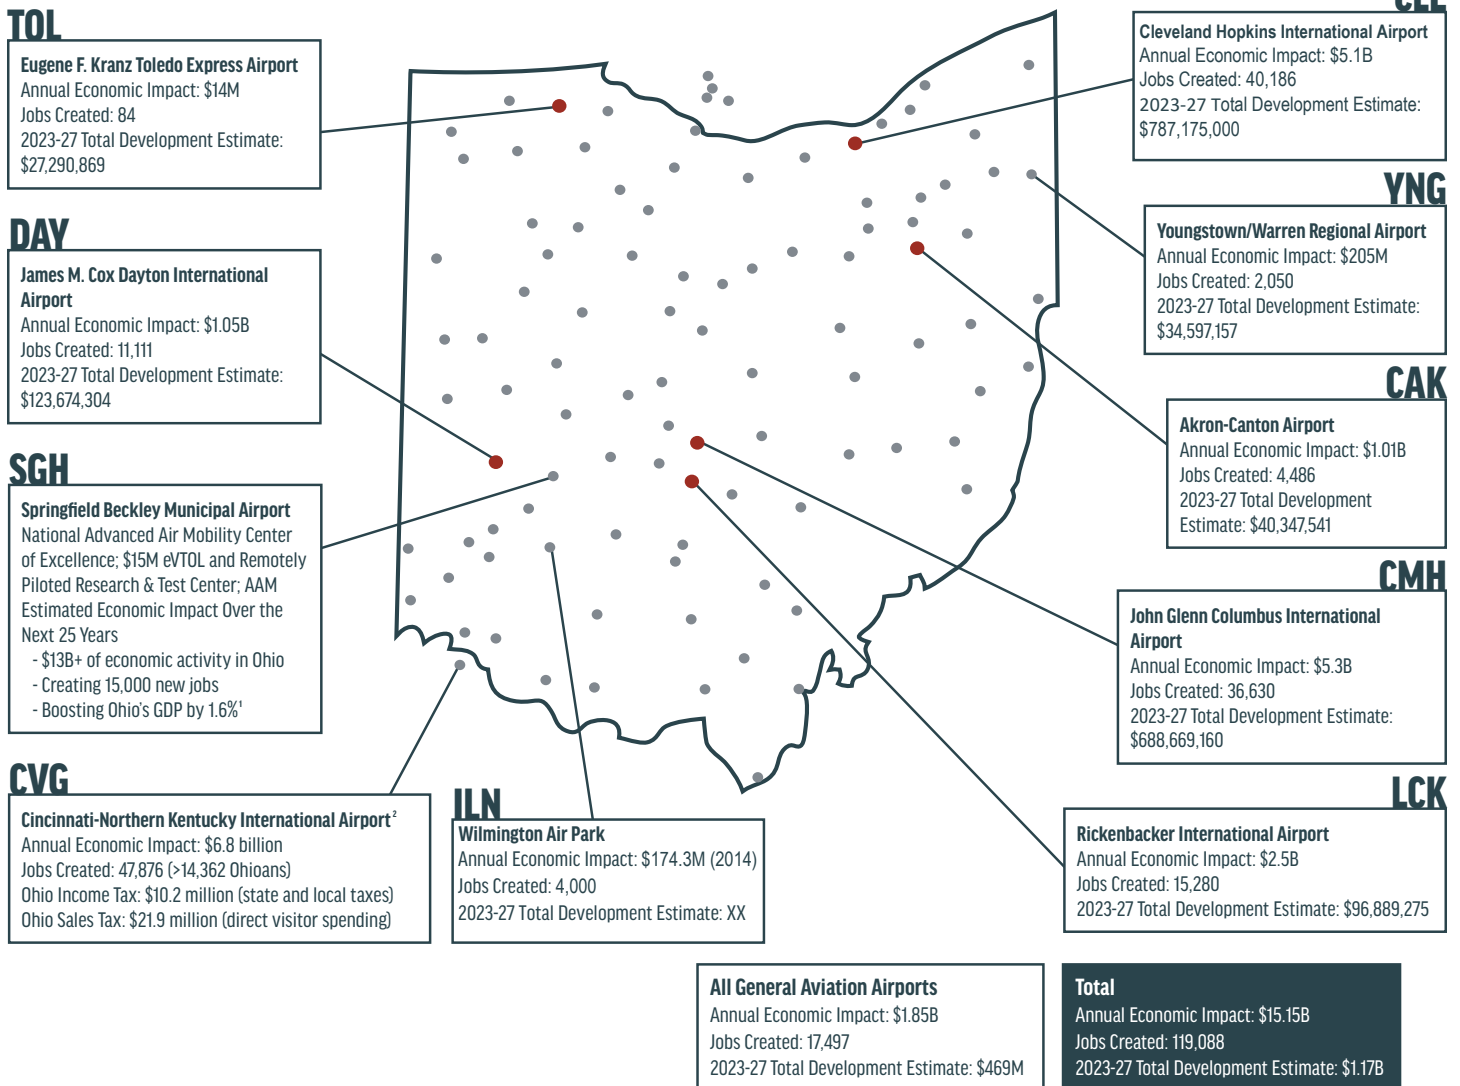 TOL
Eugene F. Kranz Toledo Express Airport
Annual Economic Impact: $14M
Jobs Created: 84
2023-27 Total Development Estimate:
$27,290,869
DAY
James M. Cox Dayton International
Airport
Annual Economic Impact: $1.05B
Jobs Created: 11,111
2023-27 Total Development Estimate:
$123,674,304
SGH
Springfield Beckley Municipal Airport
National Advanced Air Mobility Center
of Excellence; $15M eVTOL and Remotely
Piloted Research & Test Center; AAM
Estimated Economic Impact Over the
Next 25 Years
- $13B+ of economic activity in Ohio
- Creating 15,000 new jobs
- Boosting Ohio's GDP by 1.6%¹
CVG
Cincinnati-Northern Kentucky International Airport²
Annual Economic Impact: $6.8 billion
Jobs Created: 47,876 (>14,362 Ohioans)
Ohio Income Tax: $10.2 million (state and local taxes)
Ohio Sales Tax: $21.9 million (direct visitor spending)
ILN
Wilmington Air Park
Annual Economic Impact: $174.3M (2014)
Jobs Created: 4,000
2023-27 Total Development Estimate: XX
CLE
Cleveland Hopkins International Airport
Annual Economic Impact: $5.1B
Jobs Created: 40,186
2023-27 Total Development Estimate:
$787,175,000
YNG
Youngstown/Warren Regional Airport
Annual Economic Impact: $205M
Jobs Created: 2,050
2023-27 Total Development Estimate:
$34,597,157
CAK
Akron-Canton Airport
Annual Economic Impact: $1.01B
Jobs Created: 4,486
2023-27 Total Development
Estimate: $40,347,541
CMH
John Glenn Columbus International
Airport
Annual Economic Impact: $5.3B
Jobs Created: 36,630
2023-27 Total Development Estimate:
$688,669,160
LCK
Rickenbacker International Airport
Annual Economic Impact: $2.5B
Jobs Created: 15,280
2023-27 Total Development Estimate: $96,889,275
All General Aviation Airports
Annual Economic Impact: $1.85B
Jobs Created: 17,497
2023-27 Total Development Estimate: $469M
Total
Annual Economic Impact: $15.15B
Jobs Created: 119,088
2023-27 Total Development Estimate: $1.17B